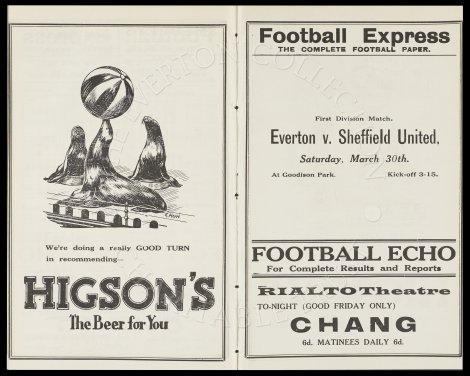 We're doing a really GOOD TURN
in recommending—
HIGSON'S
The Beer for You
Football Express
THE COMPLETE FOOTBALL PAPER.
First Division Match.
Everton v. Sheffield United,
Saturday, March 30th.
At Goodison Park. Kick-off 3-15.
FOOTBALL ECHO
For Complete Results and Reports
RIALTO Theatre
TO-NIGHT (GOOD FRIDAY ONLY)
CHANG
6d. MATINEES DAILY 6d.